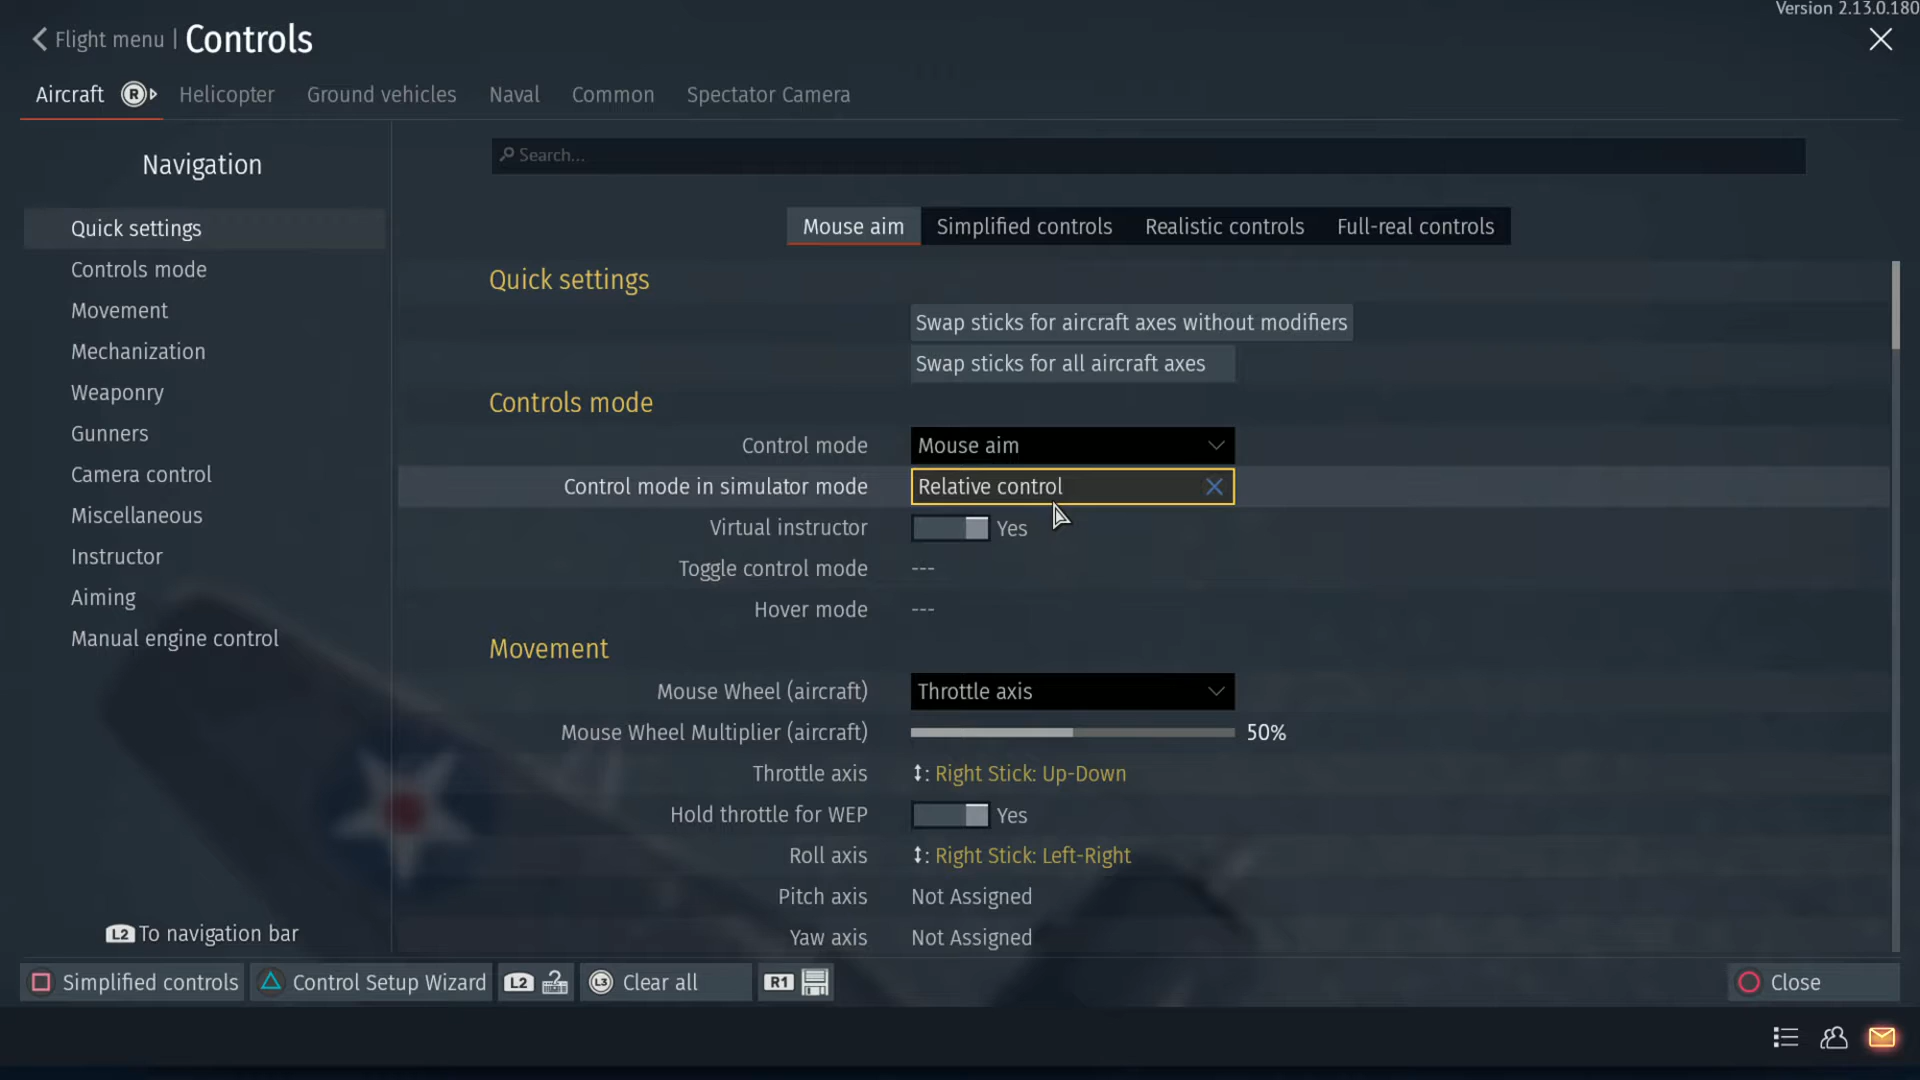 Version 2.13.0.180
Flight menu | Controls
Aircraft R Helicopter Ground vehicles Naval Common Spectator Camera
Navigation
Quick settings
Controls mode
Movement
Mechanization
Weaponry
Gunners
Camera control
Miscellaneous
Instructor
Aiming
Manual engine control
L2 To navigation bar
Search...
Mouse aim Simplified controls Realistic controls Full-real controls
Quick settings
Swap sticks for aircraft axes without modifiers
Swap sticks for all aircraft axes
Controls mode
Control mode Mouse aim
Control mode in simulator mode Relative control
Virtual instructor Yes
Toggle control mode ---
Hover mode ---
Movement
Mouse Wheel (aircraft) Throttle axis
Mouse Wheel Multiplier (aircraft) 50%
Throttle axis : Right Stick: Up-Down
Hold throttle for WEP Yes
Roll axis : Right Stick: Left-Right
Pitch axis Not Assigned
Yaw axis Not Assigned
Simplified controls Control Setup Wizard L2 L3 Clear all R1 Close